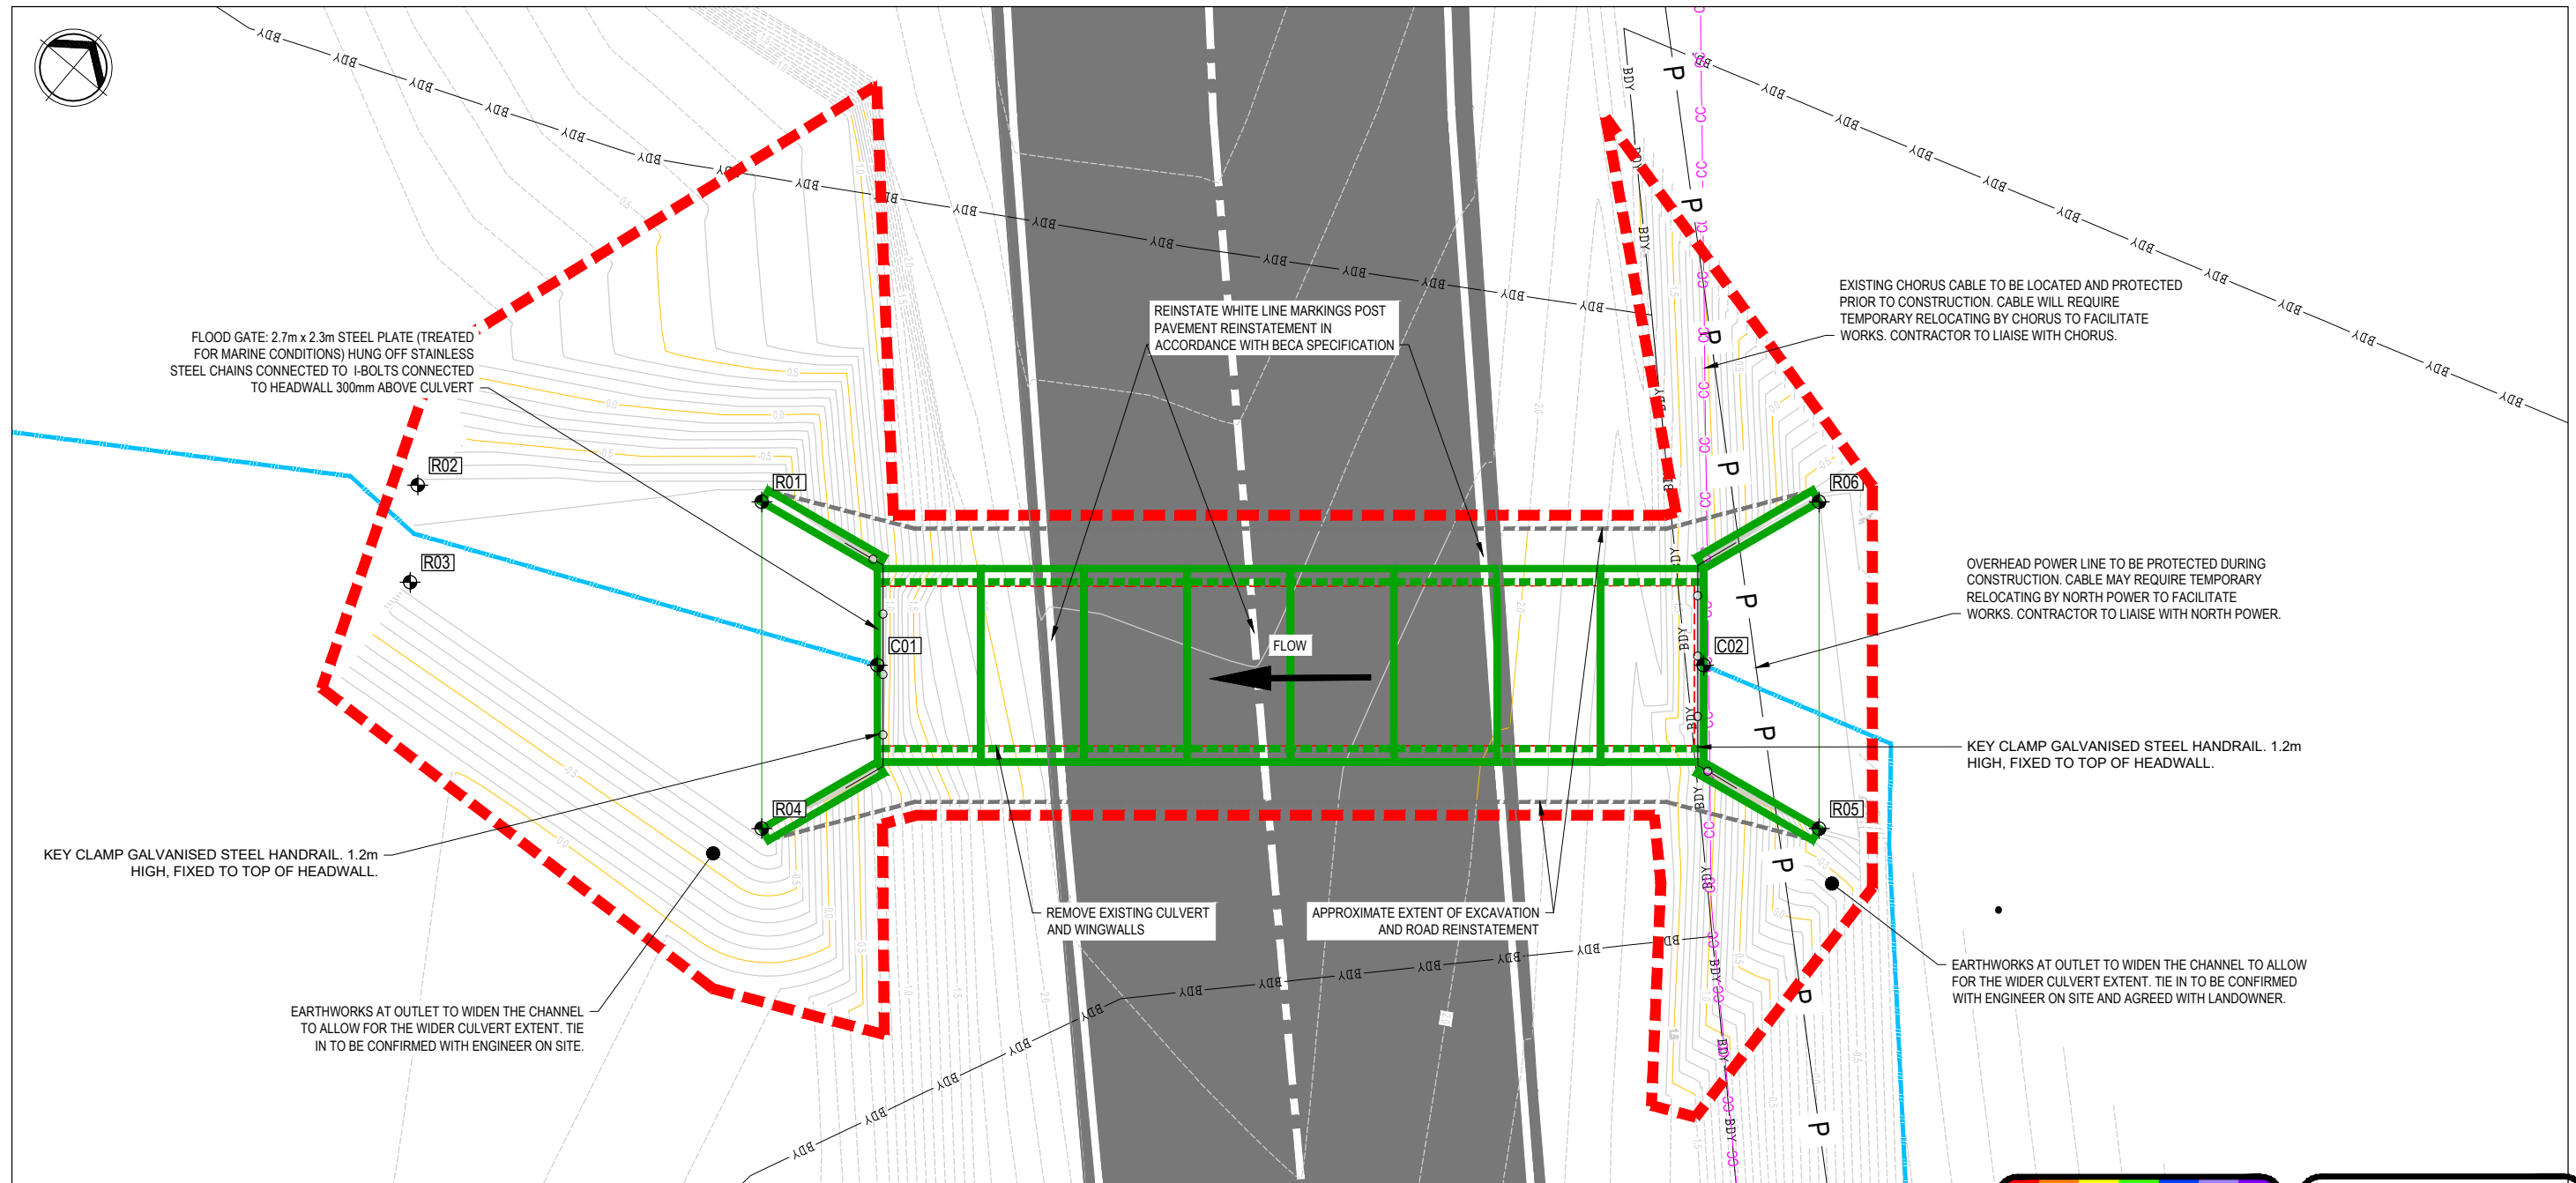 FLOOD GATE: 2.7m x 2.3m STEEL PLATE (TREATED
FOR MARINE CONDITIONS) HUNG OFF STAINLESS
STEEL CHAINS CONNECTED TO I-BOLTS CONNECTED
TO HEADWALL 300mm ABOVE CULVERT
REINSTATE WHITE LINE MARKINGS POST
PAVEMENT REINSTATEMENT IN
ACCORDANCE WITH BECA SPECIFICATION
EXISTING CHORUS CABLE TO BE LOCATED AND PROTECTED
PRIOR TO CONSTRUCTION. CABLE WILL REQUIRE
TEMPORARY RELOCATING BY CHORUS TO FACILITATE
WORKS. CONTRACTOR TO LIAISE WITH CHORUS.
R02
R01
R06
R03
OVERHEAD POWER LINE TO BE PROTECTED DURING
CONSTRUCTION. CABLE MAY REQUIRE TEMPORARY
RELOCATING BY NORTH POWER TO FACILITATE
WORKS. CONTRACTOR TO LIAISE WITH NORTH POWER.
C01
FLOW
C02
KEY CLAMP GALVANISED STEEL HANDRAIL. 1.2m
HIGH, FIXED TO TOP OF HEADWALL.
R04
R05
KEY CLAMP GALVANISED STEEL HANDRAIL. 1.2m
HIGH, FIXED TO TOP OF HEADWALL.
REMOVE EXISTING CULVERT
AND WINGWALLS
APPROXIMATE EXTENT OF EXCAVATION
AND ROAD REINSTATEMENT
EARTHWORKS AT OUTLET TO WIDEN THE CHANNEL
TO ALLOW FOR THE WIDER CULVERT EXTENT. TIE
IN TO BE CONFIRMED WITH ENGINEER ON SITE.
EARTHWORKS AT OUTLET TO WIDEN THE CHANNEL TO ALLOW
FOR THE WIDER CULVERT EXTENT. TIE IN TO BE CONFIRMED
WITH ENGINEER ON SITE AND AGREED WITH LANDOWNER.
BDY
P
CC